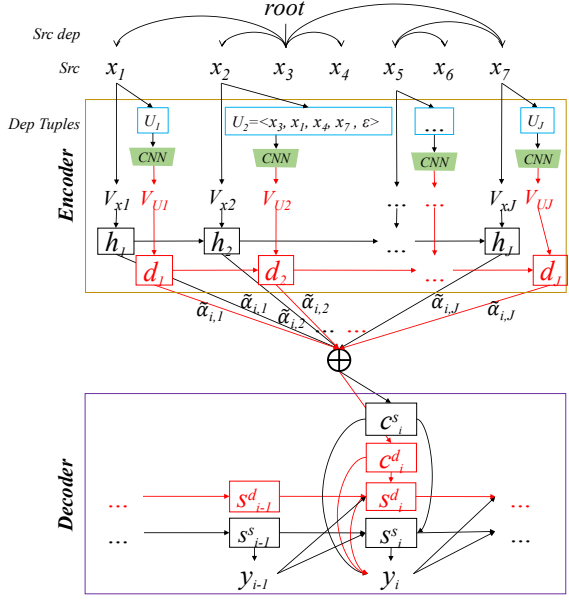 root
Src dep
Src x1 x2 x3 x4 x5 x6 x7
Dep Tuples U1 U2=<x3, x1, x4, x7 , ε> ... UJ
CNN CNN CNN CNN
Encoder
Vx1 VU1 Vx2 VU2 ... ... VxJ VUJ
h1 h2 ... hJ
d1 d2 ... dJ
α̃i,1 α̃i,1 α̃i,2 α̃i,2 ... ... α̃i,J α̃i,J
⊕
Decoder
csi
cdi
... sdi-1 sdi ...
... ssi-1 ssi ...
yi-1 yi